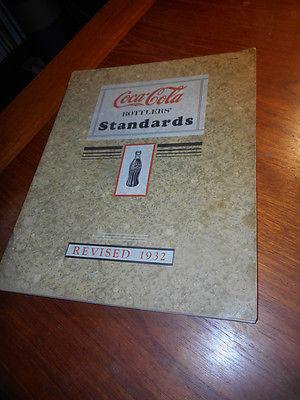 Coca-Cola
BOTTLERS'
Standards
REVISED 1932